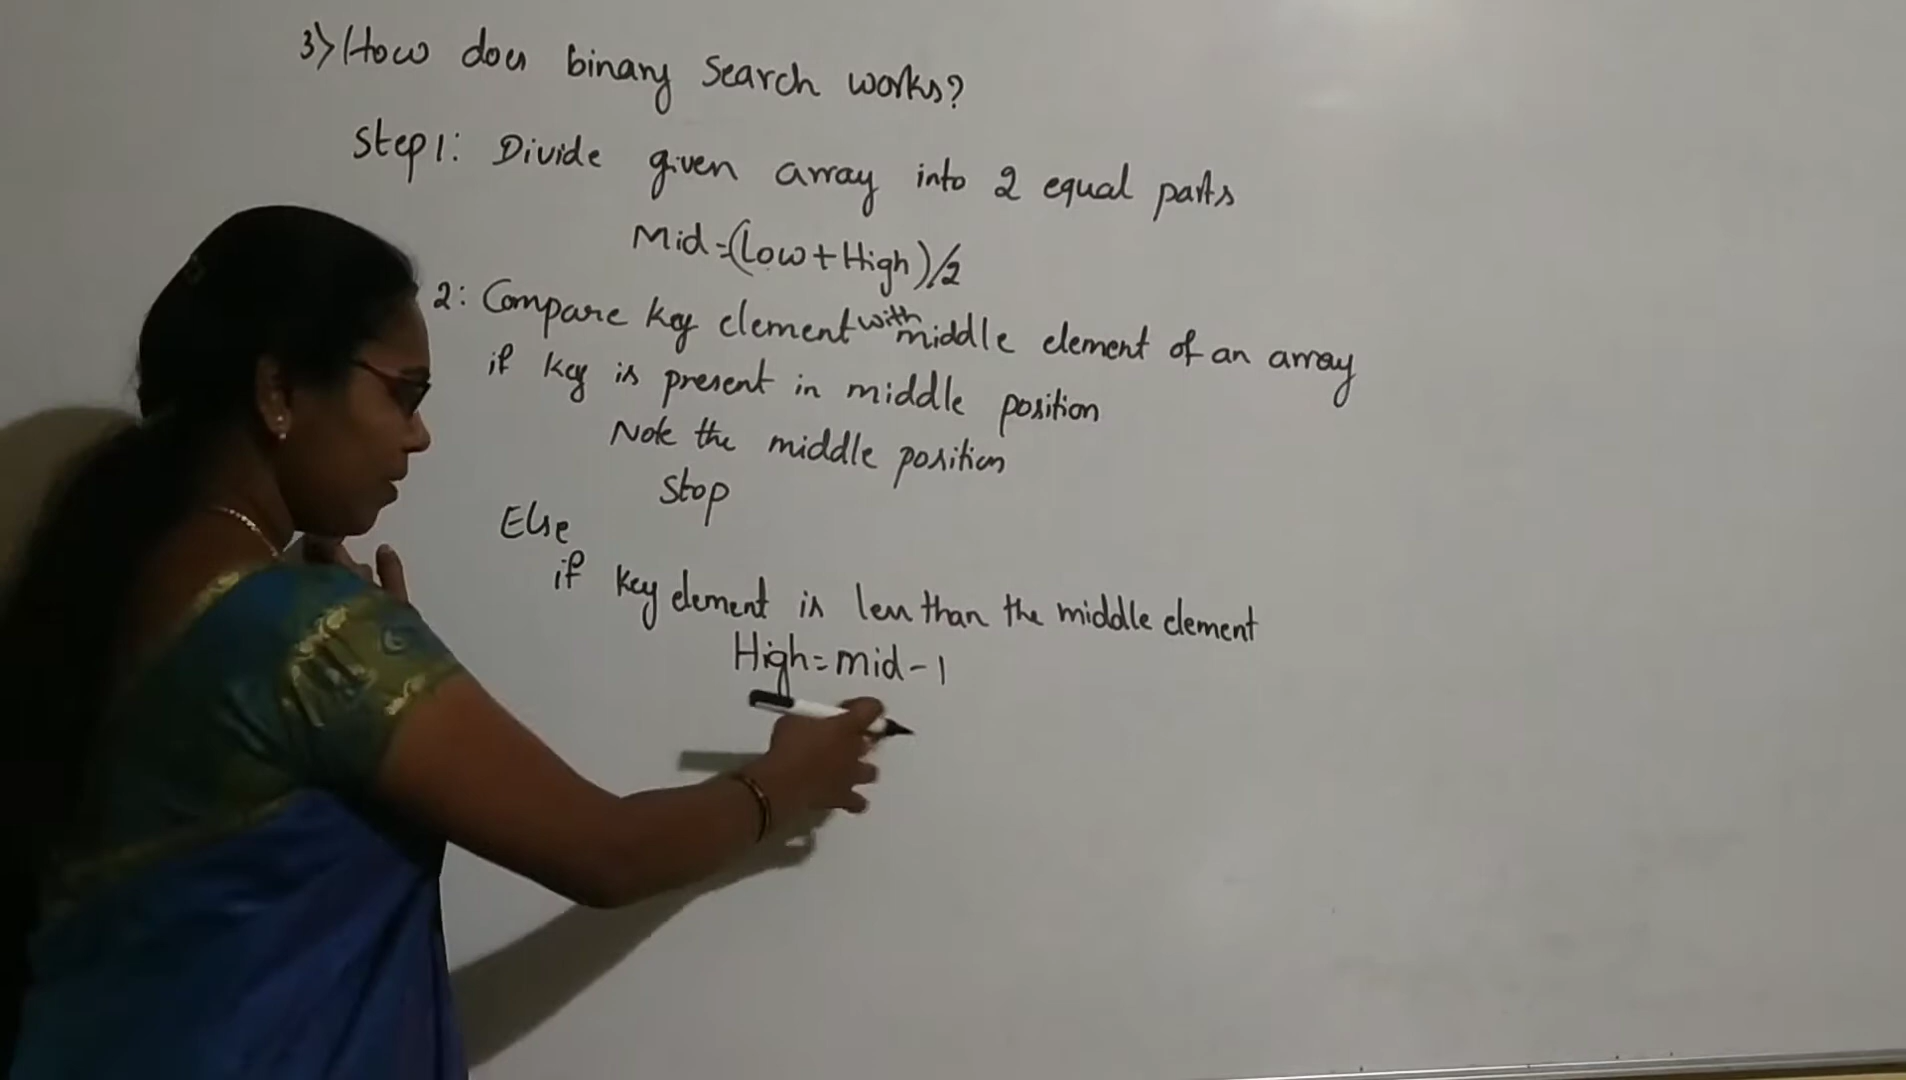 3) How does binary search works?
Step 1: Divide given array into 2 equal parts
Mid=(Low+High)/2
2: Compare key element with middle element of an array
if key is present in middle position
Note the middle position
Stop
Else
if key element is less than the middle element
High=mid-1